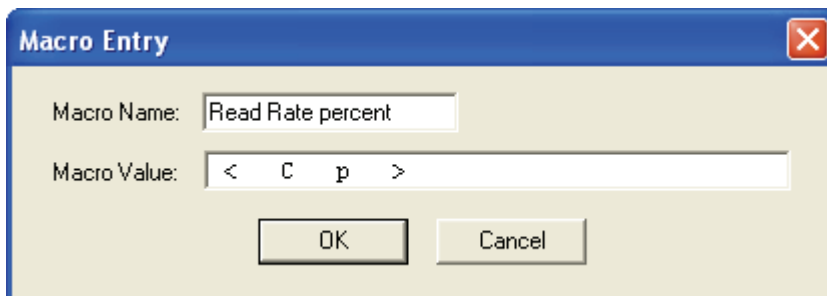 Macro Entry
Macro Name: Read Rate percent
Macro Value: < C p >
OK Cancel